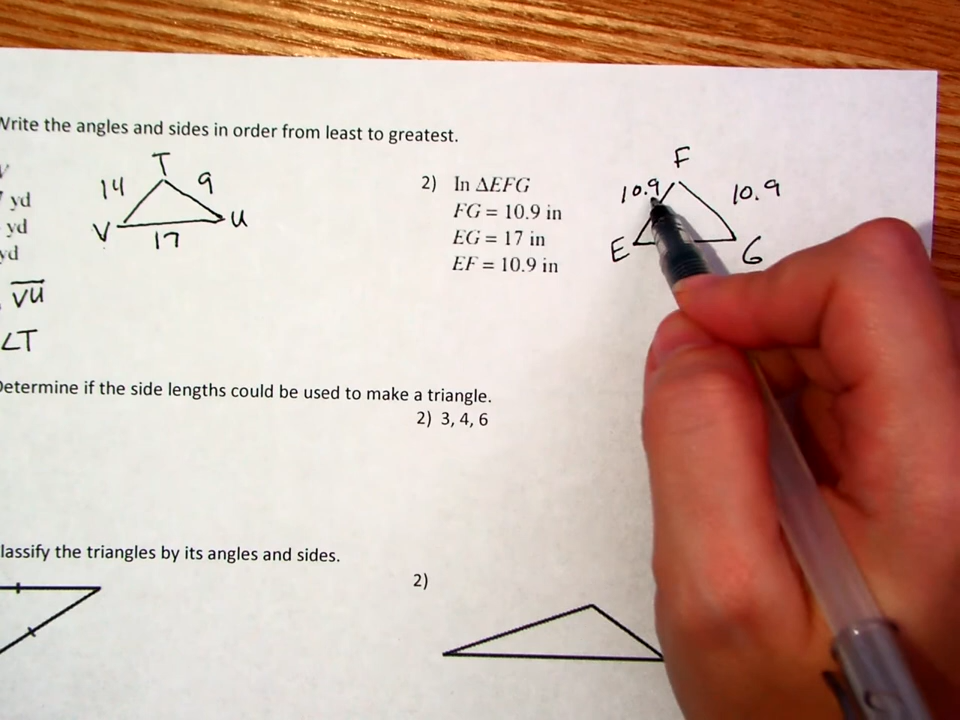 Write the angles and sides in order from least to greatest.
yd
yd
yd
VU
∠T
T
14
9
V
17
U
2) In ΔEFG
FG = 10.9 in
EG = 17 in
EF = 10.9 in
F
10.9
10.9
E
G
Determine if the side lengths could be used to make a triangle.
2) 3, 4, 6
lassify the triangles by its angles and sides.
2)